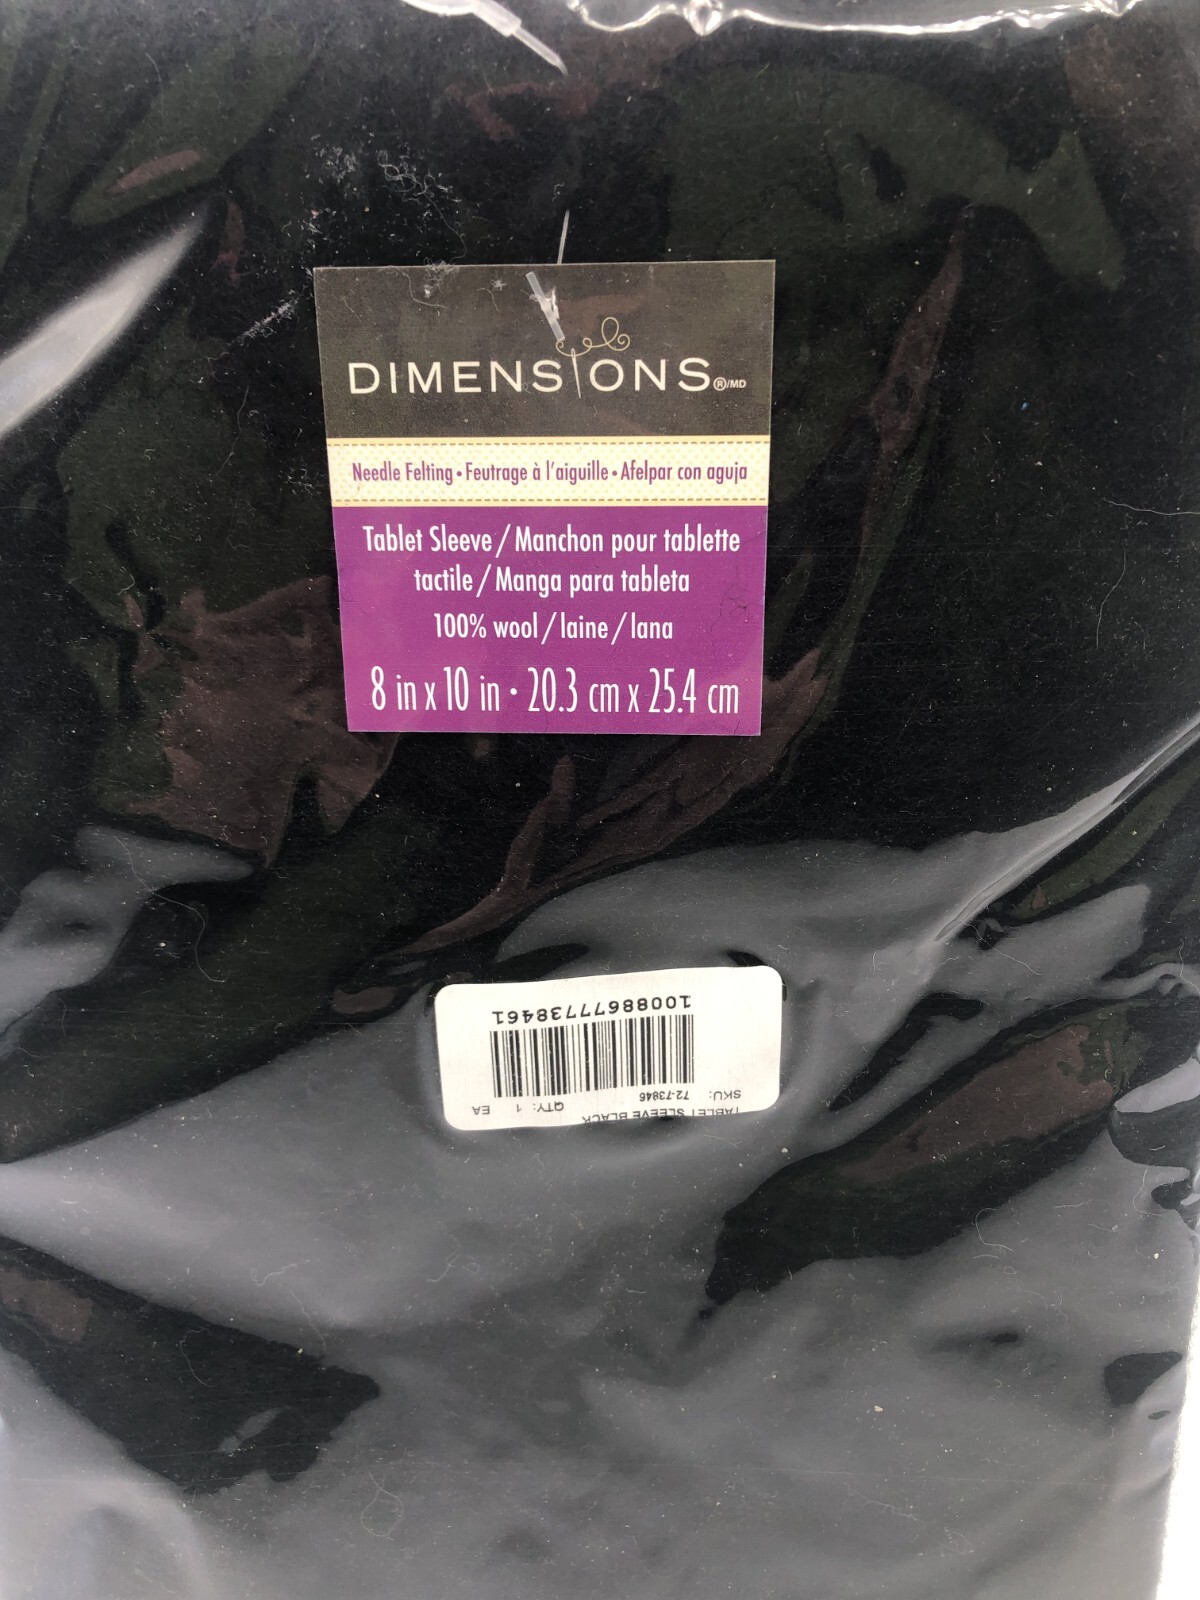 DIMENSIONS®/MD
Needle Felting • Feutrage à l'aiguille • Afelpar con aguja
Tablet Sleeve / Manchon pour tablette
tactile / Manga para tableta
100% wool / laine / lana
8 in x 10 in • 20.3 cm x 25.4 cm
TABLET SLEEVE BLACK
SKU: 72-73846 QTY: 1 EA
10088677738461